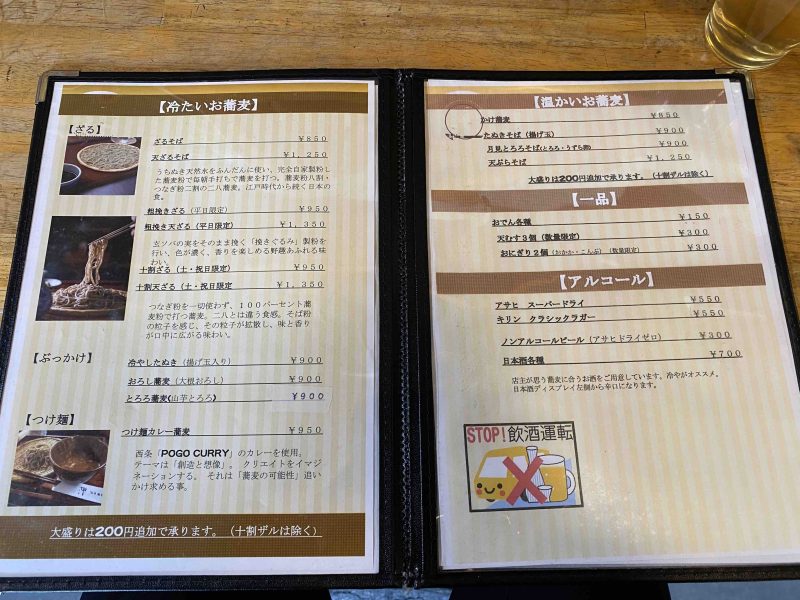 【冷たいお蕎麦】
【ざる】
ざるそば ￥850
天ざるそば ￥1,250
うちぬき天然水をふんだんに使い、完全自家製粉し
た蕎麦粉で毎朝手打ちで蕎麦を打つ。蕎麦粉八割・
つなぎ粉二割の二八蕎麦。江戸時代から続く日本の
食。
粗挽きざる（平日限定） ￥950
粗挽き天ざる（平日限定） ￥1,350
玄ソバの実をそのまま挽く「挽きぐるみ」製粉を
行い、色が濃く、香りを楽しめる野趣あふれる味
わい。
十割ざる（土・祝日限定） ￥950
十割天ざる（土・祝日限定） ￥1,350
つなぎ粉を一切使わず、１００パーセント蕎
麦粉で打つ蕎麦。二八とは違う食感。そば粉
の粒子を感じ、その粒子が拡散し、味と香り
が口中に広がる味わい。
【ぶっかけ】
冷やしたぬき（揚げ玉入り） ￥900
おろし蕎麦（大根おろし） ￥900
とろろ蕎麦(山芋とろろ) ￥900
【つけ麺】
つけ麺カレー蕎麦 ￥950
西条「POGO CURRY」のカレーを使用。
テーマは「創造と想像」。 クリエイトをイマジ
ネーションする。 それは「蕎麦の可能性」追い
かけ求める事。
大盛りは200円追加で承ります。（十割ザルは除く）
【温かいお蕎麦】
かけ蕎麦 ￥850
たぬきそば（揚げ玉） ￥900
月見とろろそば(とろろ・うずら卵) ￥900
天ぷらそば ￥1,250
大盛りは200円追加で承ります。（十割ザルは除く）
【一品】
おでん各種 ￥150
天むす３個（数量限定） ￥300
おにぎり２個（おかか・こんぶ）（数量限定） ￥300
【アルコール】
アサヒ スーパードライ ￥550
キリン クラシックラガー ￥550
ノンアルコールビール（アサヒドライゼロ） ￥300
日本酒各種 ￥700
店主が思う蕎麦に合うお酒をご用意しています。冷やがオススメ。
日本酒ディスプレイ左側から辛口になります。
STOP!飲酒運転